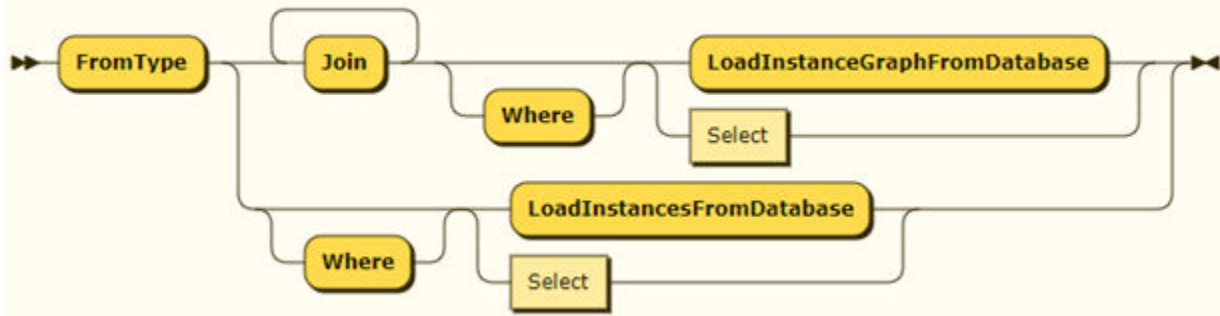 FromType
Join
LoadInstanceGraphFromDatabase
Where
Select
LoadInstancesFromDatabase
Where
Select